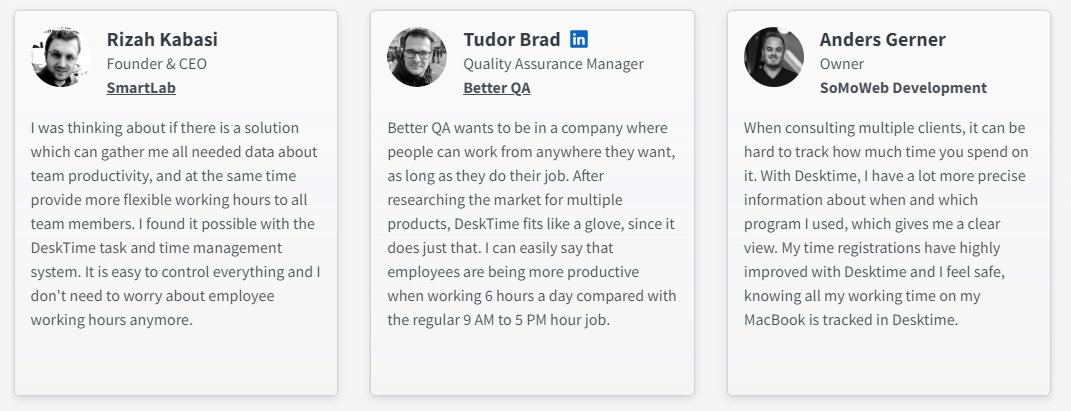 Rizah Kabasi
Founder & CEO
SmartLab
I was thinking about if there is a solution
which can gather me all needed data about
team productivity, and at the same time
provide more flexible working hours to all
team members. I found it possible with the
DeskTime task and time management
system. It is easy to control everything and I
don't need to worry about employee
working hours anymore.
Tudor Brad in
Quality Assurance Manager
Better QA
Better QA wants to be in a company where
people can work from anywhere they want,
as long as they do their job. After
researching the market for multiple
products, DeskTime fits like a glove, since it
does just that. I can easily say that
employees are being more productive
when working 6 hours a day compared with
the regular 9 AM to 5 PM hour job.
Anders Gerner
Owner
SoMoWeb Development
When consulting multiple clients, it can be
hard to track how much time you spend on
it. With Desktime, I have a lot more precise
information about when and which
program I used, which gives me a clear
view. My time registrations have highly
improved with Desktime and I feel safe,
knowing all my working time on my
MacBook is tracked in Desktime.